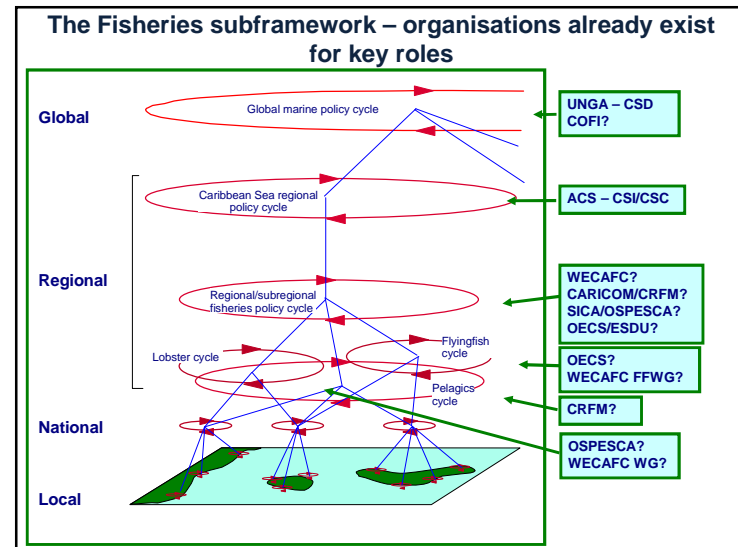 The Fisheries subframework – organisations already exist
for key roles
Global
Global marine policy cycle
UNGA – CSD
COFI?
Caribbean Sea regional
policy cycle
ACS – CSI/CSC
Regional
Regional/subregional
fisheries policy cycle
WECAFC?
CARICOM/CRFM?
SICA/OSPESCA?
OECS/ESDU?
Lobster cycle
Flyingfish
cycle
OECS?
WECAFC FFWG?
Pelagics
cycle
CRFM?
National
OSPESCA?
WECAFC WG?
Local